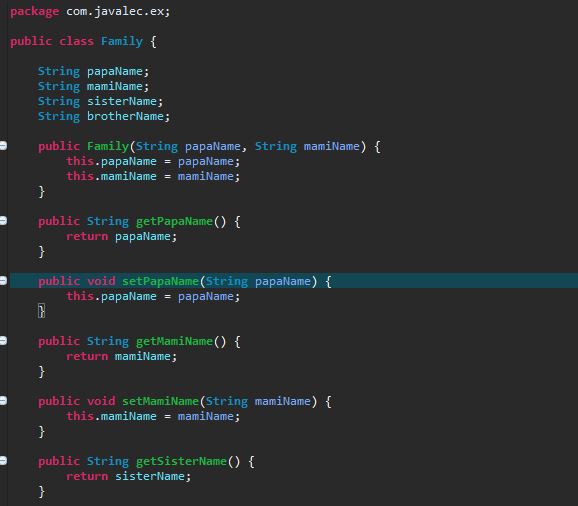 package com.javalec.ex;
public class Family {
String papaName;
String mamiName;
String sisterName;
String brotherName;
public Family(String papaName, String mamiName) {
this.papaName = papaName;
this.mamiName = mamiName;
}
public String getPapaName() {
return papaName;
}
public void setPapaName(String papaName) {
this.papaName = papaName;
}
public String getMamiName() {
return mamiName;
}
public void setMamiName(String mamiName) {
this.mamiName = mamiName;
}
public String getSisterName() {
return sisterName;
}